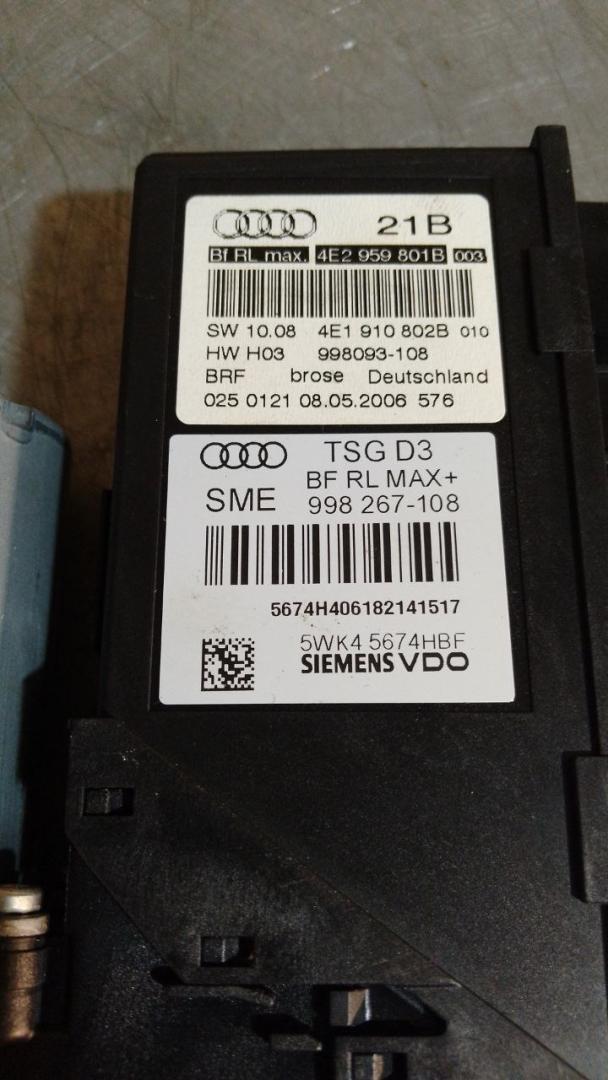 21B
Bf RL max. 4E2 959 801B 003
SW 10.08 4E1 910 802B 010
HW H03 998093-108
BRF brose Deutschland
025 0121 08.05.2006 576
TSG D3
BF RL MAX+
SME 998 267-108
5674H406182141517
5WK4 5674HBF
SIEMENS VDO